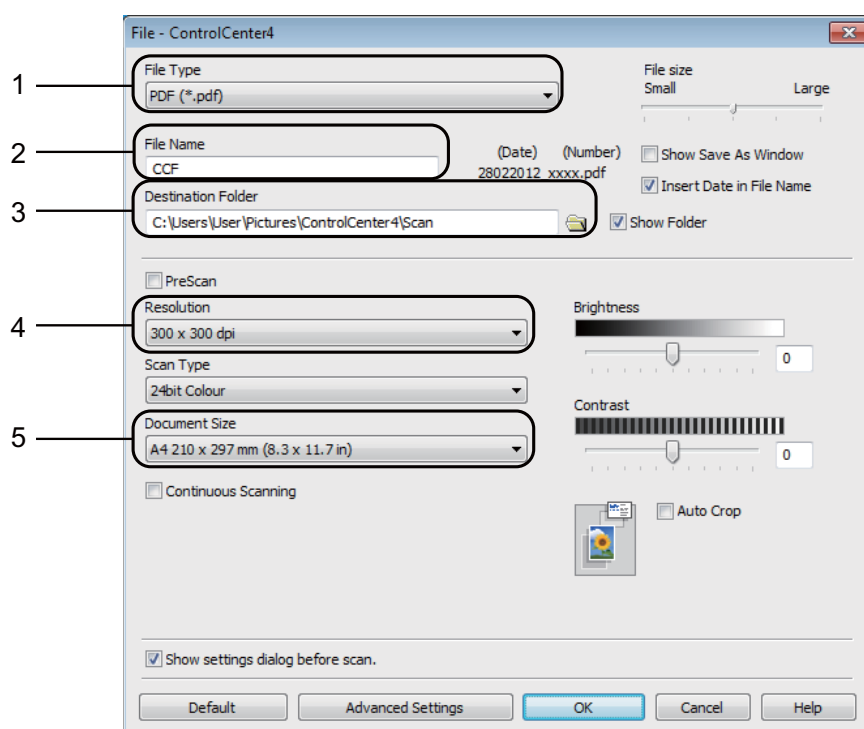 File - ControlCenter4
1
File Type
PDF (*.pdf)
File size
Small Large
2
File Name
CCF
(Date) (Number)
28022012 xxxx.pdf
Show Save As Window
Insert Date in File Name
3
Destination Folder
C:\Users\User\Pictures\ControlCenter4\Scan
Show Folder
PreScan
4
Resolution
300 x 300 dpi
Scan Type
24bit Colour
5
Document Size
A4 210 x 297 mm (8.3 x 11.7 in)
Continuous Scanning
Brightness
0
Contrast
0
Auto Crop
Show settings dialog before scan.
Default Advanced Settings OK Cancel Help